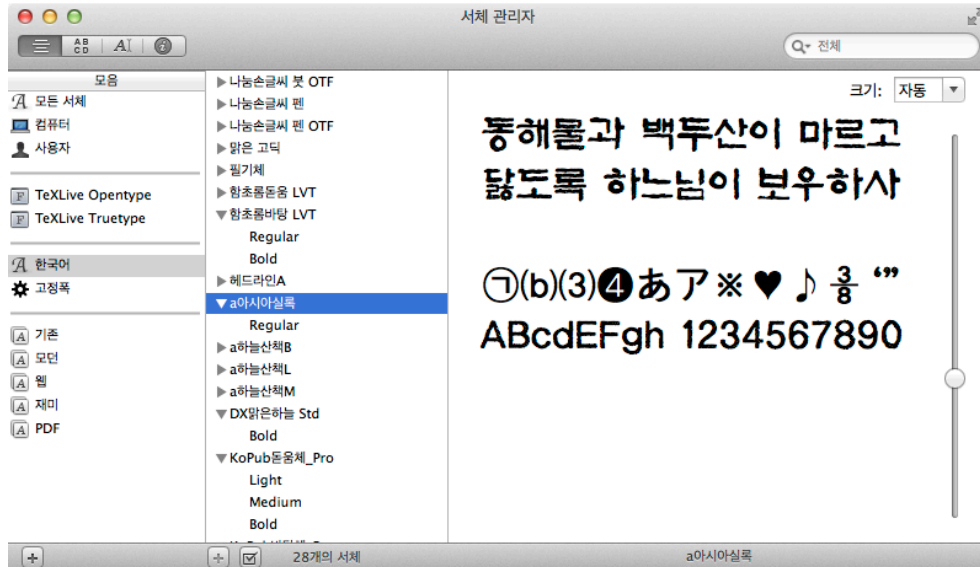 서체 관리자
전체
모음
모든 서체
컴퓨터
사용자
TeXLive Opentype
TeXLive Truetype
한국어
고정폭
기존
모던
웹
재미
PDF
나눔손글씨 붓 OTF
나눔손글씨 펜
나눔손글씨 펜 OTF
맑은 고딕
필기체
함초롬돋움 LVT
함초롬바탕 LVT
Regular
Bold
헤드라인A
a아시아실록
Regular
a하늘산책B
a하늘산책L
a하늘산책M
DX맑은하늘 Std
Bold
KoPub돋움체_Pro
Light
Medium
Bold
크기: 자동
동해물과 백두산이 마르고
닳도록 하느님이 보우하사
㉠(b)⑶❹あア※♥♪⅜“”
ABcdEFgh 1234567890
28개의 서체
a아시아실록